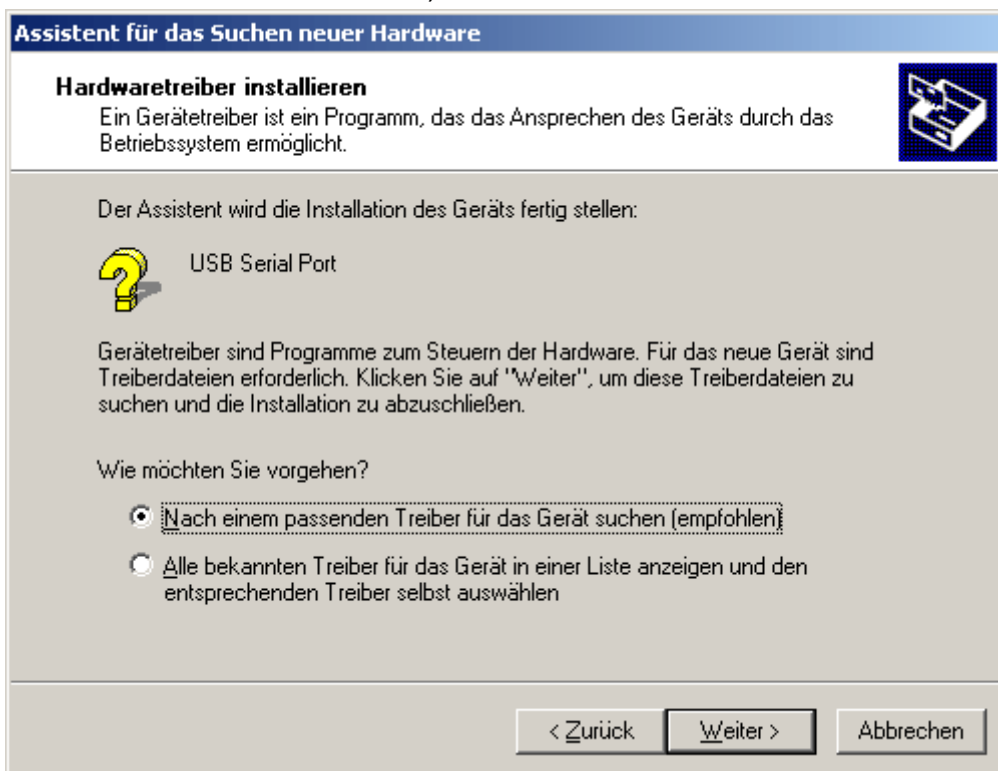 Assistent für das Suchen neuer Hardware
Hardwaretreiber installieren
Ein Gerätetreiber ist ein Programm, das das Ansprechen des Geräts durch das
Betriebssystem ermöglicht.
Der Assistent wird die Installation des Geräts fertig stellen:
USB Serial Port
Gerätetreiber sind Programme zum Steuern der Hardware. Für das neue Gerät sind
Treiberdateien erforderlich. Klicken Sie auf "Weiter", um diese Treiberdateien zu
suchen und die Installation zu abzuschließen.
Wie möchten Sie vorgehen?
Nach einem passenden Treiber für das Gerät suchen (empfohlen)
Alle bekannten Treiber für das Gerät in einer Liste anzeigen und den
entsprechenden Treiber selbst auswählen
< Zurück Weiter > Abbrechen